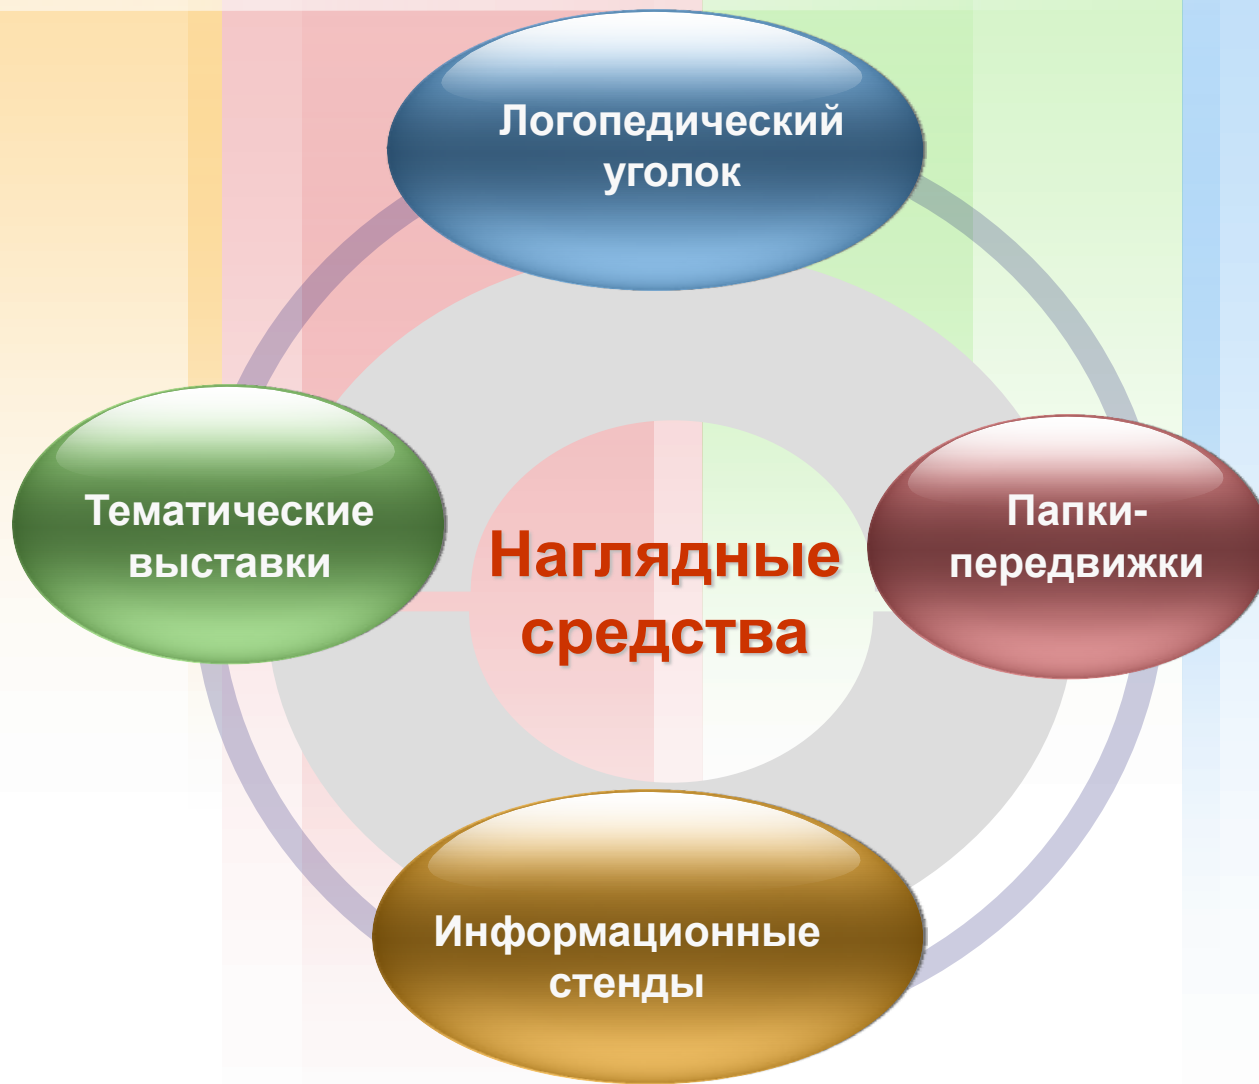 Логопедический
уголок
Тематические
выставки
Наглядные
средства
Папки-
передвижки
Информационные
стенды